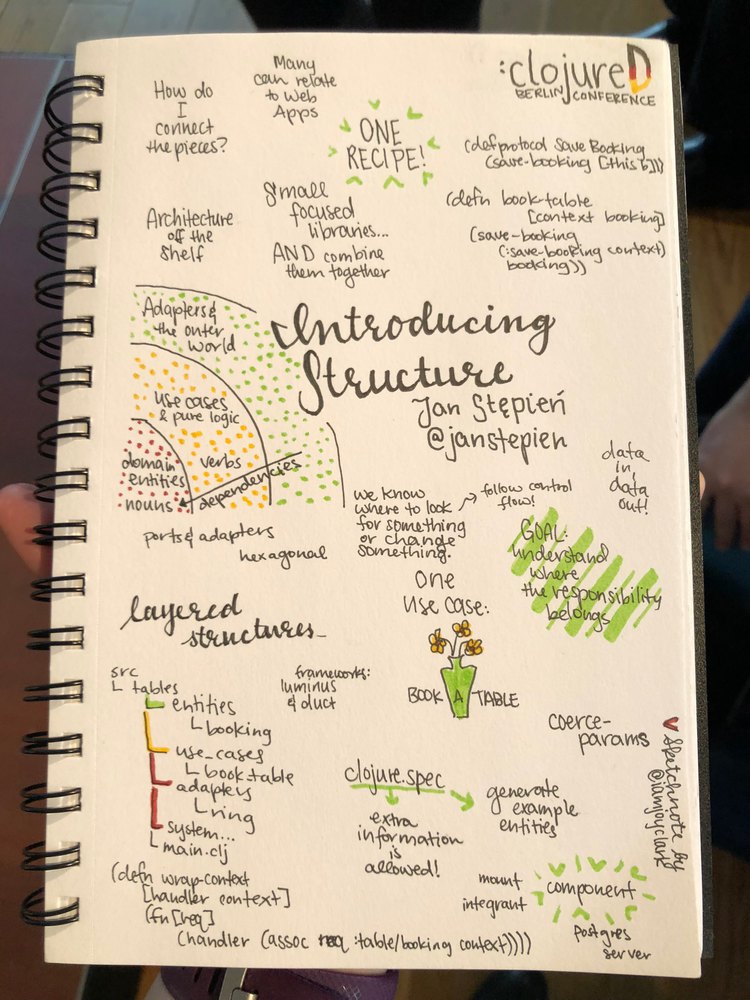 :clojureD
BERLIN CONFERENCE
How do
I
connect
the pieces?
Many
can relate
to Web
Apps
ONE
RECIPE!
(defprotocol SaveBooking
(save-booking [this b]))
Architecture
off the
shelf
Small
focused
libraries...
AND combine
them together
(defn book-table
[context booking]
(save-booking
(:save-booking context)
booking))
Introducing
Structure
Jan Stępień
@janstepien
Adapters &
the outer
world
use cases
& pure logic
verbs
domain
entities
nouns
dependencies
ports & adapters
hexagonal
we know
where to look
for something
or change
something.
follow control
flow!
data
in,
data
out!
GOAL:
understand
where
the responsibility
belongs
One
Use case:
BOOK A TABLE
layered
structures
src
tables
entities
booking
use_cases
book_table
adapters
ring
system...
main.clj
frameworks:
luminus
& duct
coerce-
params
clojure.spec
extra
information
is
allowed!
generate
example
entities
(defn wrap-context
[handler context]
(fn [req]
(handler (assoc req :table/booking context))))
mount
integrant
component
postgres
server
sketchnote by
@iamjoyclark